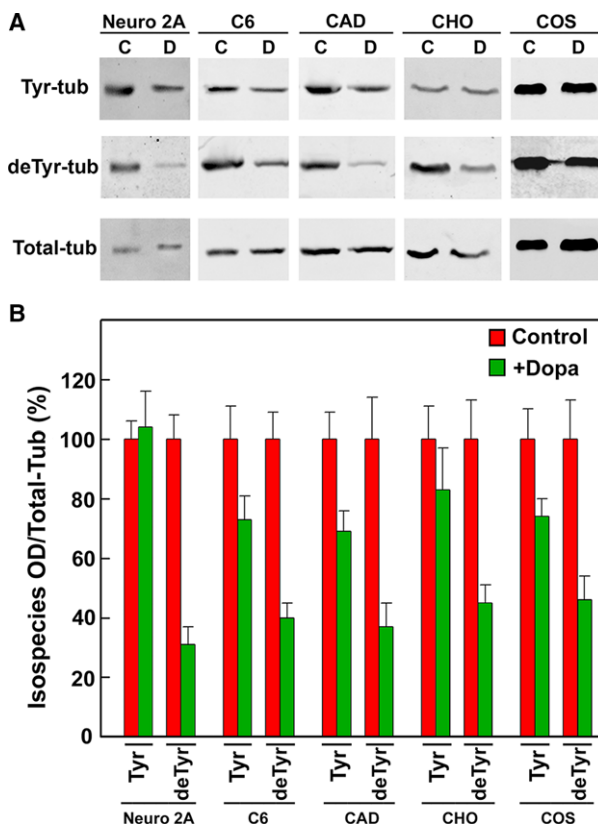 A
Neuro 2A C6 CAD CHO COS
C D C D C D C D C D
Tyr-tub
deTyr-tub
Total-tub
B
Control
+Dopa
Isospecies OD/Total-Tub (%)
120
100
80
60
40
20
0
Tyr deTyr Tyr deTyr Tyr deTyr Tyr deTyr Tyr deTyr
Neuro 2A C6 CAD CHO COS